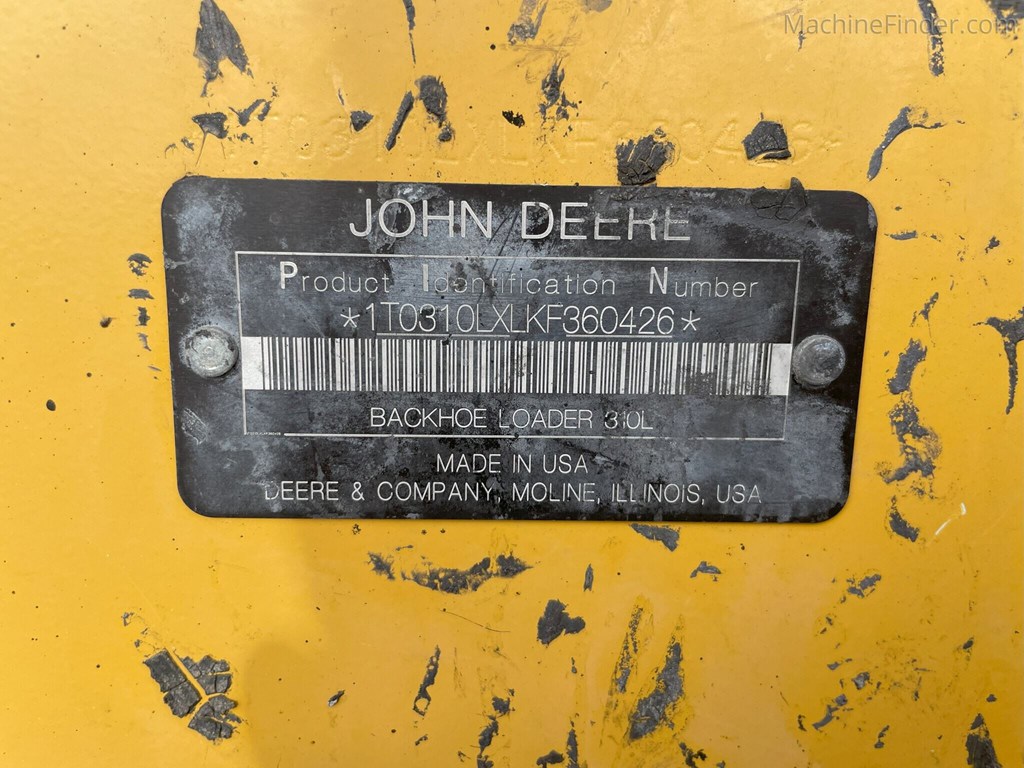 MachineFinder.com
JOHN DEERE
Product Identification Number
*1T0310LXLKF360426*
BACKHOE LOADER 310L
MADE IN USA
DEERE & COMPANY, MOLINE, ILLINOIS, USA